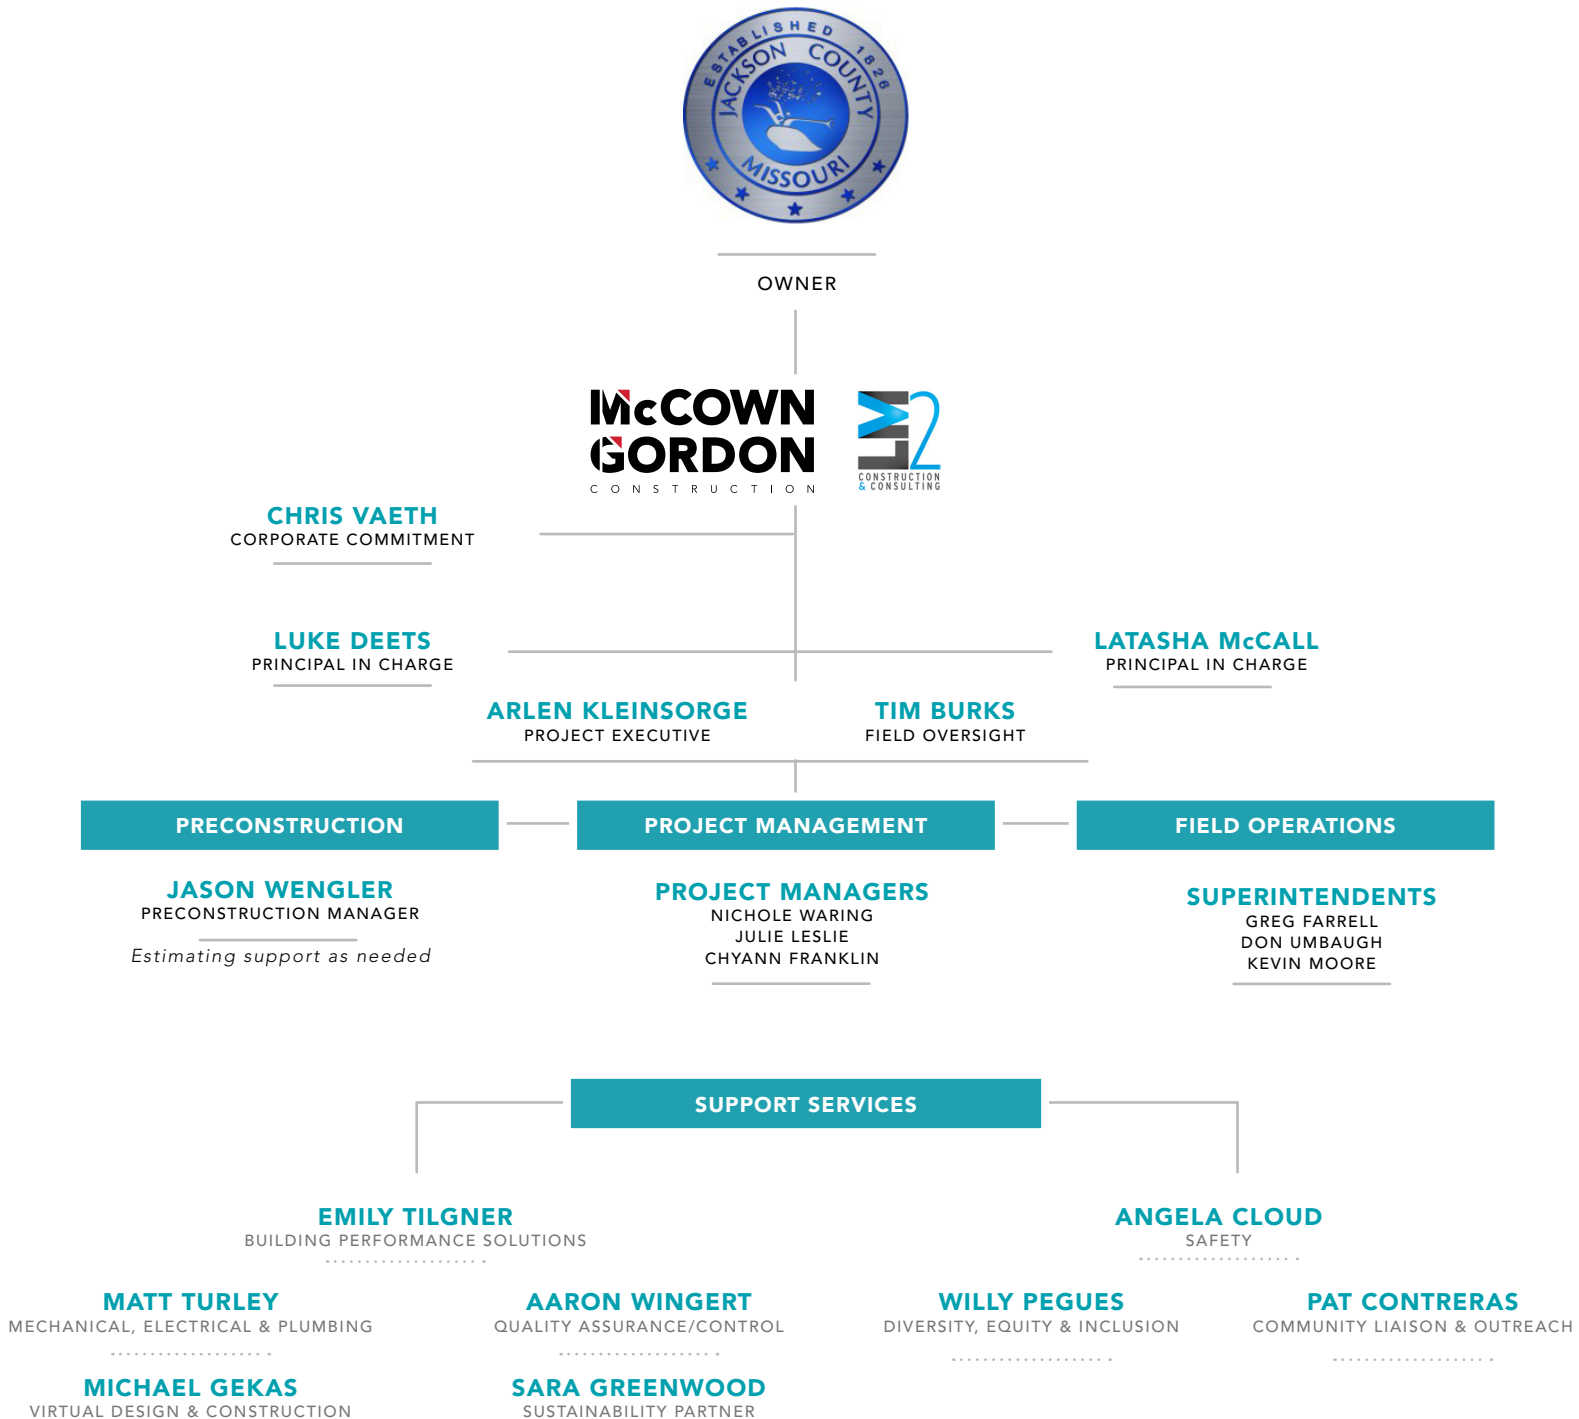 ESTABLISHED 1826
JACKSON COUNTY
MISSOURI
OWNER
McCOWN
GORDON
CONSTRUCTION
LM2
CONSTRUCTION
& CONSULTING
CHRIS VAETH
CORPORATE COMMITMENT
LUKE DEETS
PRINCIPAL IN CHARGE
LATASHA McCALL
PRINCIPAL IN CHARGE
ARLEN KLEINSORGE
PROJECT EXECUTIVE
TIM BURKS
FIELD OVERSIGHT
PRECONSTRUCTION
PROJECT MANAGEMENT
FIELD OPERATIONS
JASON WENGLER
PRECONSTRUCTION MANAGER
Estimating support as needed
PROJECT MANAGERS
NICHOLE WARING
JULIE LESLIE
CHYANN FRANKLIN
SUPERINTENDENTS
GREG FARRELL
DON UMBAUGH
KEVIN MOORE
SUPPORT SERVICES
EMILY TILGNER
BUILDING PERFORMANCE SOLUTIONS
ANGELA CLOUD
SAFETY
MATT TURLEY
MECHANICAL, ELECTRICAL & PLUMBING
AARON WINGERT
QUALITY ASSURANCE/CONTROL
WILLY PEGUES
DIVERSITY, EQUITY & INCLUSION
PAT CONTRERAS
COMMUNITY LIAISON & OUTREACH
MICHAEL GEKAS
VIRTUAL DESIGN & CONSTRUCTION
SARA GREENWOOD
SUSTAINABILITY PARTNER